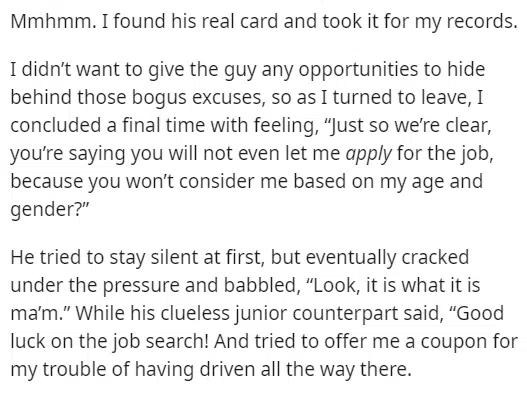 Mmhmm. I found his real card and took it for my records.
I didn’t want to give the guy any opportunities to hide
behind those bogus excuses, so as I turned to leave, I
concluded a final time with feeling, “Just so we’re clear,
you’re saying you will not even let me apply for the job,
because you won’t consider me based on my age and
gender?”
He tried to stay silent at first, but eventually cracked
under the pressure and babbled, “Look, it is what it is
ma’m.” While his clueless junior counterpart said, “Good
luck on the job search! And tried to offer me a coupon for
my trouble of having driven all the way there.